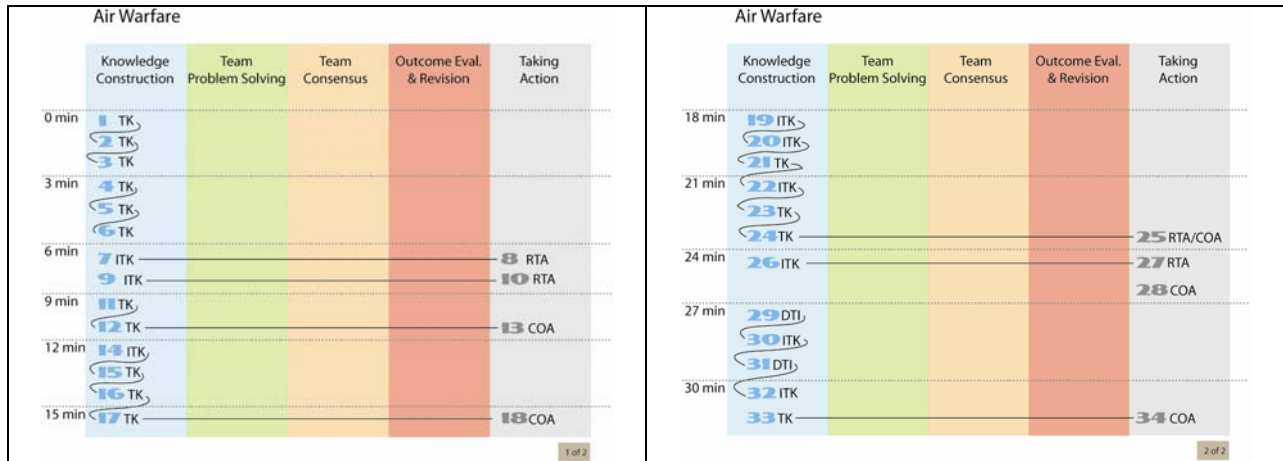 Air Warfare
Knowledge Construction
Team Problem Solving
Team Consensus
Outcome Eval. & Revision
Taking Action
0 min
1 TK
2 TK
3 TK
3 min
4 TK
5 TK
6 TK
6 min
7 ITK
8 RTA
9 ITK
10 RTA
9 min
11 TK
12 TK
13 COA
12 min
14 ITK
15 TK
16 TK
15 min
17 TK
18 COA
1 of 2
Air Warfare
Knowledge Construction
Team Problem Solving
Team Consensus
Outcome Eval. & Revision
Taking Action
18 min
19 ITK
20 ITK
21 TK
21 min
22 ITK
23 TK
24 TK
25 RTA/COA
24 min
26 ITK
27 RTA
28 COA
27 min
29 DTI
30 ITK
31 DTI
30 min
32 ITK
33 TK
34 COA
2 of 2